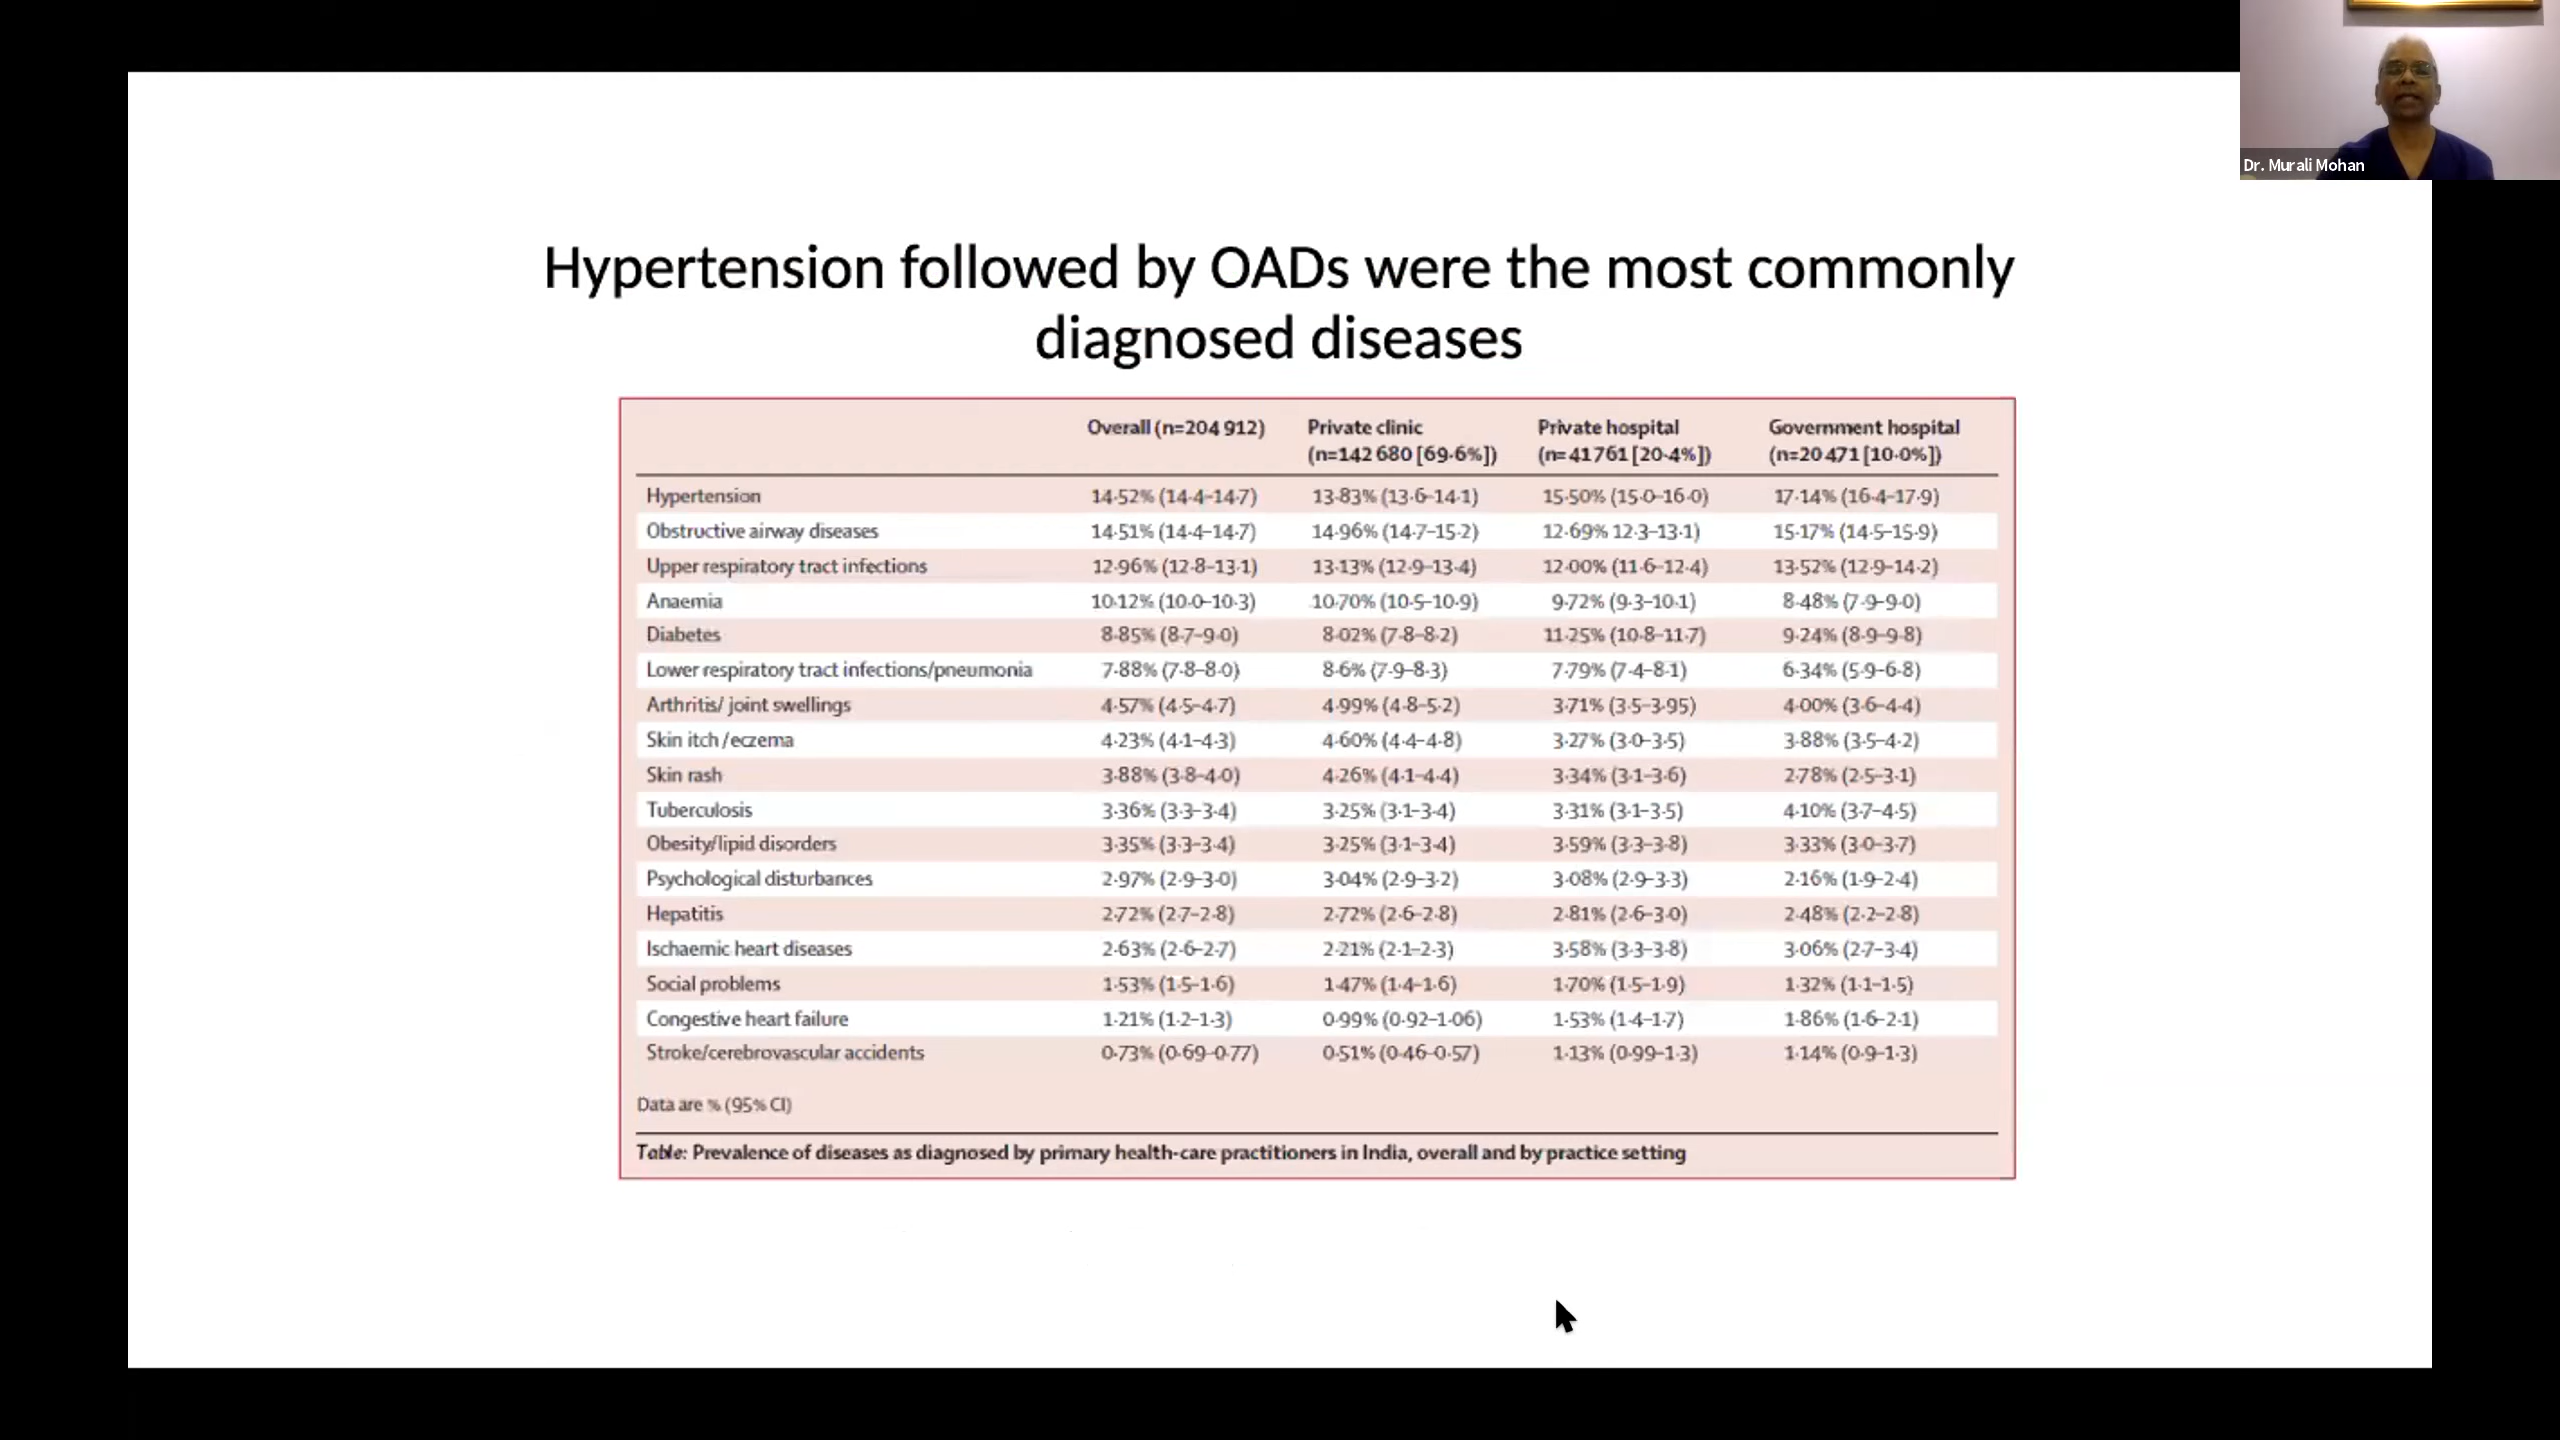 Dr. Murali Mohan
Hypertension followed by OADs were the most commonly
diagnosed diseases
Overall (n=204 912) Private clinic Private hospital Government hospital
(n=142 680 [69·6%]) (n=41761 [20·4%]) (n=20 471 [10·0%])
Hypertension 14·52% (14·4–14·7) 13·83% (13·6–14·1) 15·50% (15·0–16·0) 17·14% (16·4–17·9)
Obstructive airway diseases 14·51% (14·4–14·7) 14·96% (14·7–15·2) 12·69% 12·3–13·1) 15·17% (14·5–15·9)
Upper respiratory tract infections 12·96% (12·8–13·1) 13·13% (12·9–13·4) 12·00% (11·6–12·4) 13·52% (12·9–14·2)
Anaemia 10·12% (10·0–10·3) 10·70% (10·5–10·9) 9·72% (9·3–10·1) 8·48% (7·9–9·0)
Diabetes 8·85% (8·7–9·0) 8·02% (7·8–8·2) 11·25% (10·8–11·7) 9·24% (8·9–9·8)
Lower respiratory tract infections/pneumonia 7·88% (7·8–8·0) 8·6% (7·9–8·3) 7·79% (7·4–8·1) 6·34% (5·9–6·8)
Arthritis/ joint swellings 4·57% (4·5–4·7) 4·99% (4·8–5·2) 3·71% (3·5–3·95) 4·00% (3·6–4·4)
Skin itch /eczema 4·23% (4·1–4·3) 4·60% (4·4–4·8) 3·27% (3·0–3·5) 3·88% (3·5–4·2)
Skin rash 3·88% (3·8–4·0) 4·26% (4·1–4·4) 3·34% (3·1–3·6) 2·78% (2·5–3·1)
Tuberculosis 3·36% (3·3–3·4) 3·25% (3·1–3·4) 3·31% (3·1–3·5) 4·10% (3·7–4·5)
Obesity/lipid disorders 3·35% (3·3–3·4) 3·25% (3·1–3·4) 3·59% (3·3–3·8) 3·33% (3·0–3·7)
Psychological disturbances 2·97% (2·9–3·0) 3·04% (2·9–3·2) 3·08% (2·9–3·3) 2·16% (1·9–2·4)
Hepatitis 2·72% (2·7–2·8) 2·72% (2·6–2·8) 2·81% (2·6–3·0) 2·48% (2·2–2·8)
Ischaemic heart diseases 2·63% (2·6–2·7) 2·21% (2·1–2·3) 3·58% (3·3–3·8) 3·06% (2·7–3·4)
Social problems 1·53% (1·5–1·6) 1·47% (1·4–1·6) 1·70% (1·5–1·9) 1·32% (1·1–1·5)
Congestive heart failure 1·21% (1·2–1·3) 0·99% (0·92–1·06) 1·53% (1·4–1·7) 1·86% (1·6–2·1)
Stroke/cerebrovascular accidents 0·73% (0·69–0·77) 0·51% (0·46–0·57) 1·13% (0·99–1·3) 1·14% (0·9–1·3)
Data are % (95% CI)
Table: Prevalence of diseases as diagnosed by primary health-care practitioners in India, overall and by practice setting